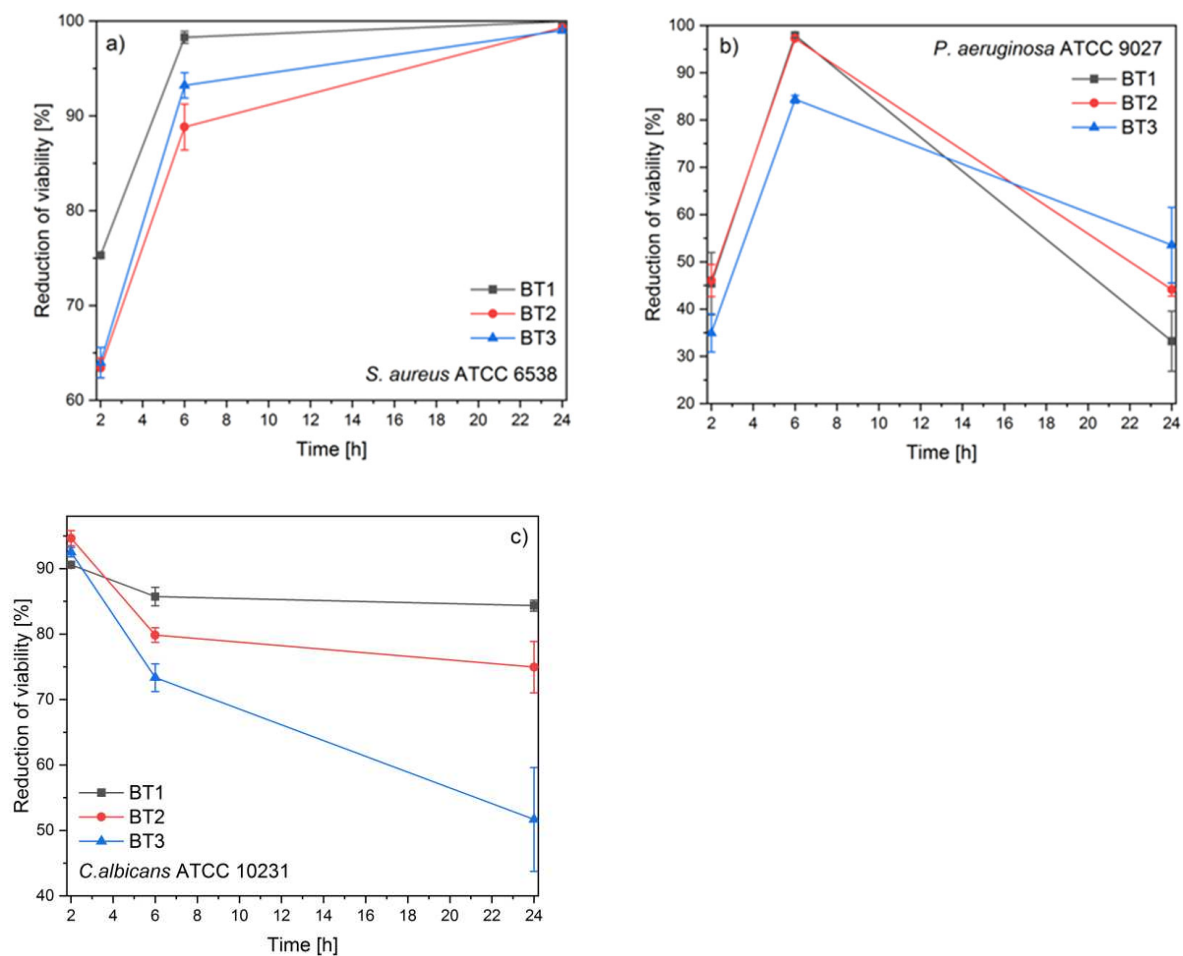 a)
100
90
80
70
60
Reduction of viability [%]
BT1
BT2
BT3
S. aureus ATCC 6538
2 4 6 8 10 12 14 16 18 20 22 24
Time [h]
b)
P. aeruginosa ATCC 9027
BT1
BT2
BT3
100
90
80
70
60
50
40
30
20
Reduction of viability [%]
2 4 6 8 10 12 14 16 18 20 22 24
Time [h]
c)
90
80
70
60
50
40
Reduction of viability [%]
BT1
BT2
BT3
C.albicans ATCC 10231
2 4 6 8 10 12 14 16 18 20 22 24
Time [h]